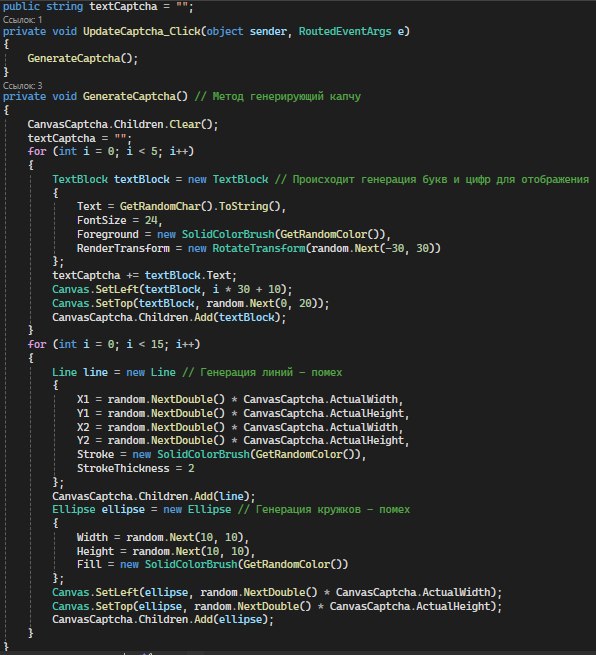 public string textCaptcha = "";
Ссылок: 1
private void UpdateCaptcha_Click(object sender, RoutedEventArgs e)
{
    GenerateCaptcha();
}
Ссылок: 3
private void GenerateCaptcha() // Метод генерирующий капчу
{
    CanvasCaptcha.Children.Clear();
    textCaptcha = "";
    for (int i = 0; i < 5; i++)
    {
        TextBlock textBlock = new TextBlock // Происходит генерация букв и цифр для отображения
        {
            Text = GetRandomChar().ToString(),
            FontSize = 24,
            Foreground = new SolidColorBrush(GetRandomColor()),
            RenderTransform = new RotateTransform(random.Next(-30, 30))
        };
        textCaptcha += textBlock.Text;
        Canvas.SetLeft(textBlock, i * 30 + 10);
        Canvas.SetTop(textBlock, random.Next(0, 20));
        CanvasCaptcha.Children.Add(textBlock);
    }
    for (int i = 0; i < 15; i++)
    {
        Line line = new Line // Генерация линий - помех
        {
            X1 = random.NextDouble() * CanvasCaptcha.ActualWidth,
            Y1 = random.NextDouble() * CanvasCaptcha.ActualHeight,
            X2 = random.NextDouble() * CanvasCaptcha.ActualWidth,
            Y2 = random.NextDouble() * CanvasCaptcha.ActualHeight,
            Stroke = new SolidColorBrush(GetRandomColor()),
            StrokeThickness = 2
        };
        CanvasCaptcha.Children.Add(line);
        Ellipse ellipse = new Ellipse // Генерация кружков - помех
        {
            Width = random.Next(10, 10),
            Height = random.Next(10, 10),
            Fill = new SolidColorBrush(GetRandomColor())
        };
        Canvas.SetLeft(ellipse, random.NextDouble() * CanvasCaptcha.ActualWidth);
        Canvas.SetTop(ellipse, random.NextDouble() * CanvasCaptcha.ActualHeight);
        CanvasCaptcha.Children.Add(ellipse);
    }
}